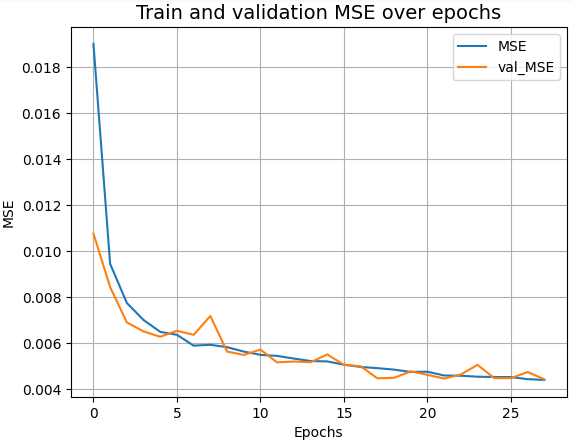 Train and validation MSE over epochs
MSE
val_MSE
0.018
0.016
0.014
0.012
0.010
0.008
0.006
0.004
MSE
0 5 10 15 20 25
Epochs